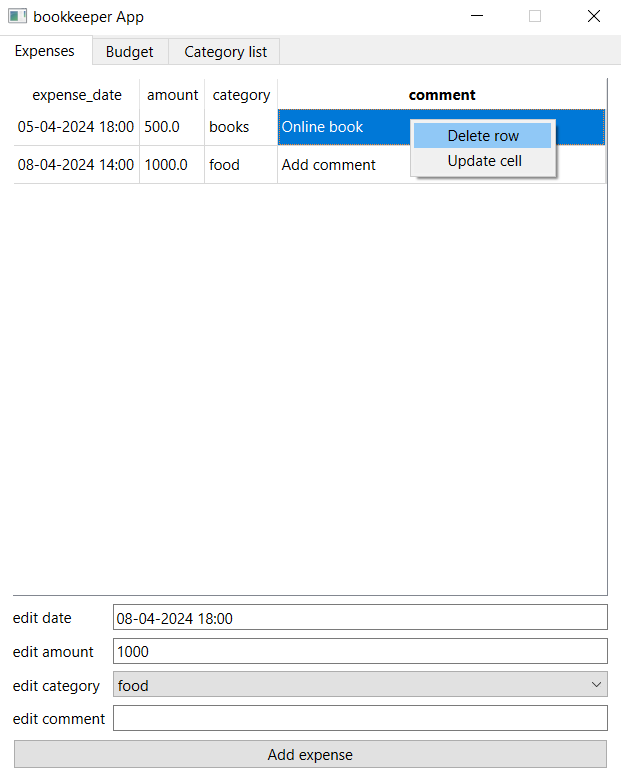 bookkeeper App
Expenses Budget Category list
expense_date amount category comment
05-04-2024 18:00 500.0 books Online book
Delete row
08-04-2024 14:00 1000.0 food Add comment
Update cell
edit date 08-04-2024 18:00
edit amount 1000
edit category food
edit comment
Add expense